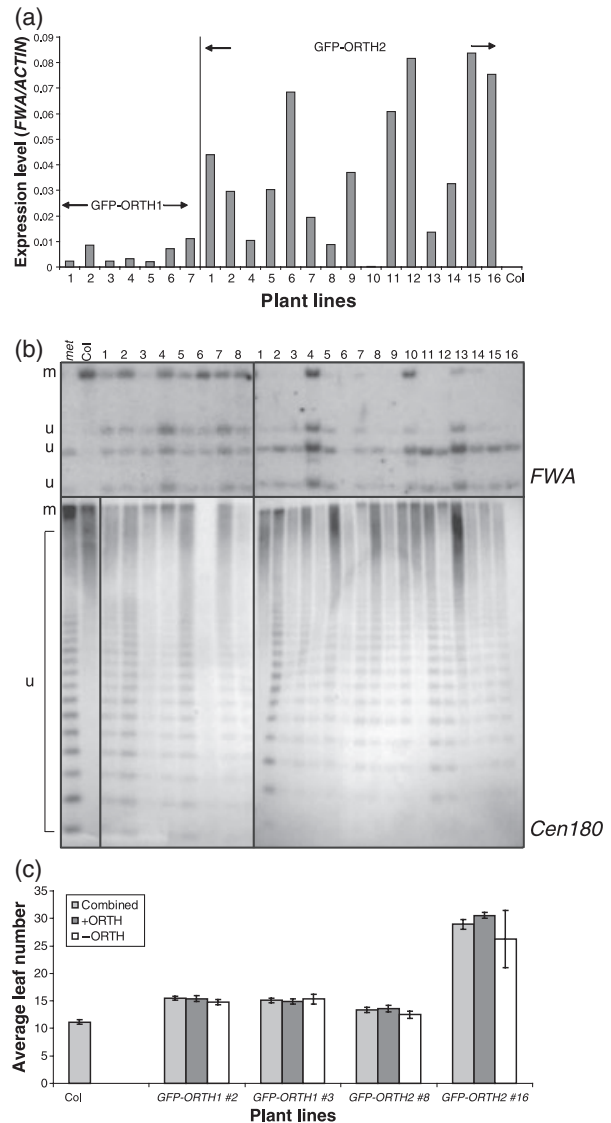 (a)
Expression level (FWA/ACTIN)
0.09
0.08
0.07
0.06
0.05
0.04
0.03
0.02
0.01
0
GFP-ORTH1
GFP-ORTH2
1 2 3 4 5 6 7 1 2 4 5 6 7 8 9 10 11 12 13 14 15 16 Col
Plant lines
(b)
met Col 1 2 3 4 5 6 7 8 1 2 3 4 5 6 7 8 9 10 11 12 13 14 15 16
m
u
u
u
FWA
m
u
Cen180
(c)
Average leaf number
35
30
25
20
15
10
5
0
Combined
+ORTH
−ORTH
Col GFP-ORTH1 #2 GFP-ORTH1 #3 GFP-ORTH2 #8 GFP-ORTH2 #16
Plant lines